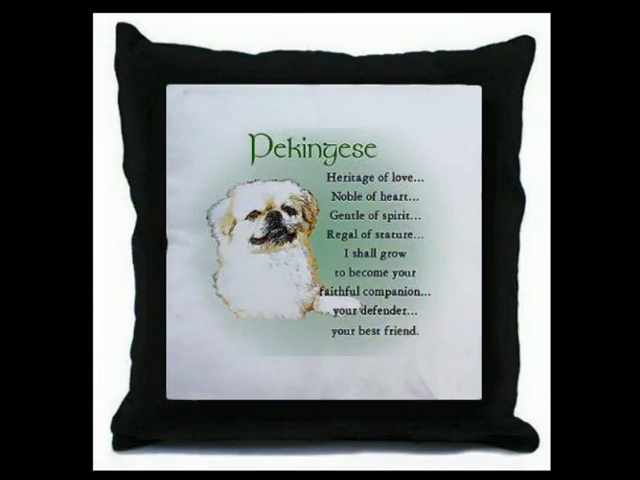 Pekingese
Heritage of love...
Noble of heart...
Gentle of spirit...
Regal of stature...
I shall grow
to become your
faithful companion...
your defender...
your best friend.